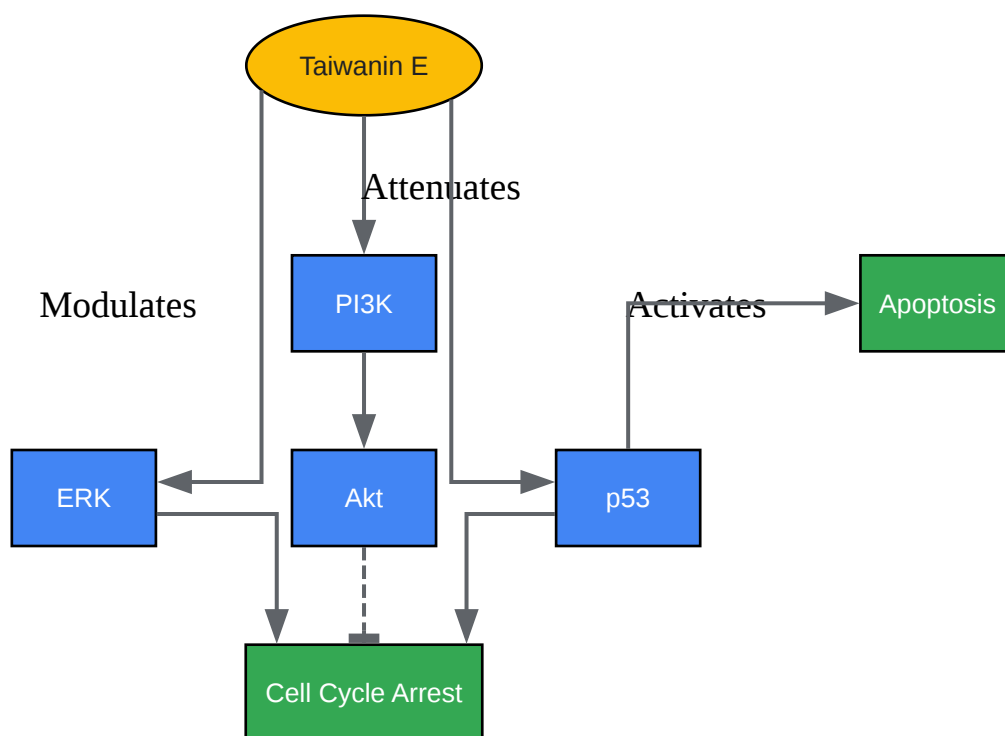 Taiwanin E
Attenuates
Modulates
PI3K
Activates
Apoptosis
ERK
Akt
p53
Cell Cycle Arrest